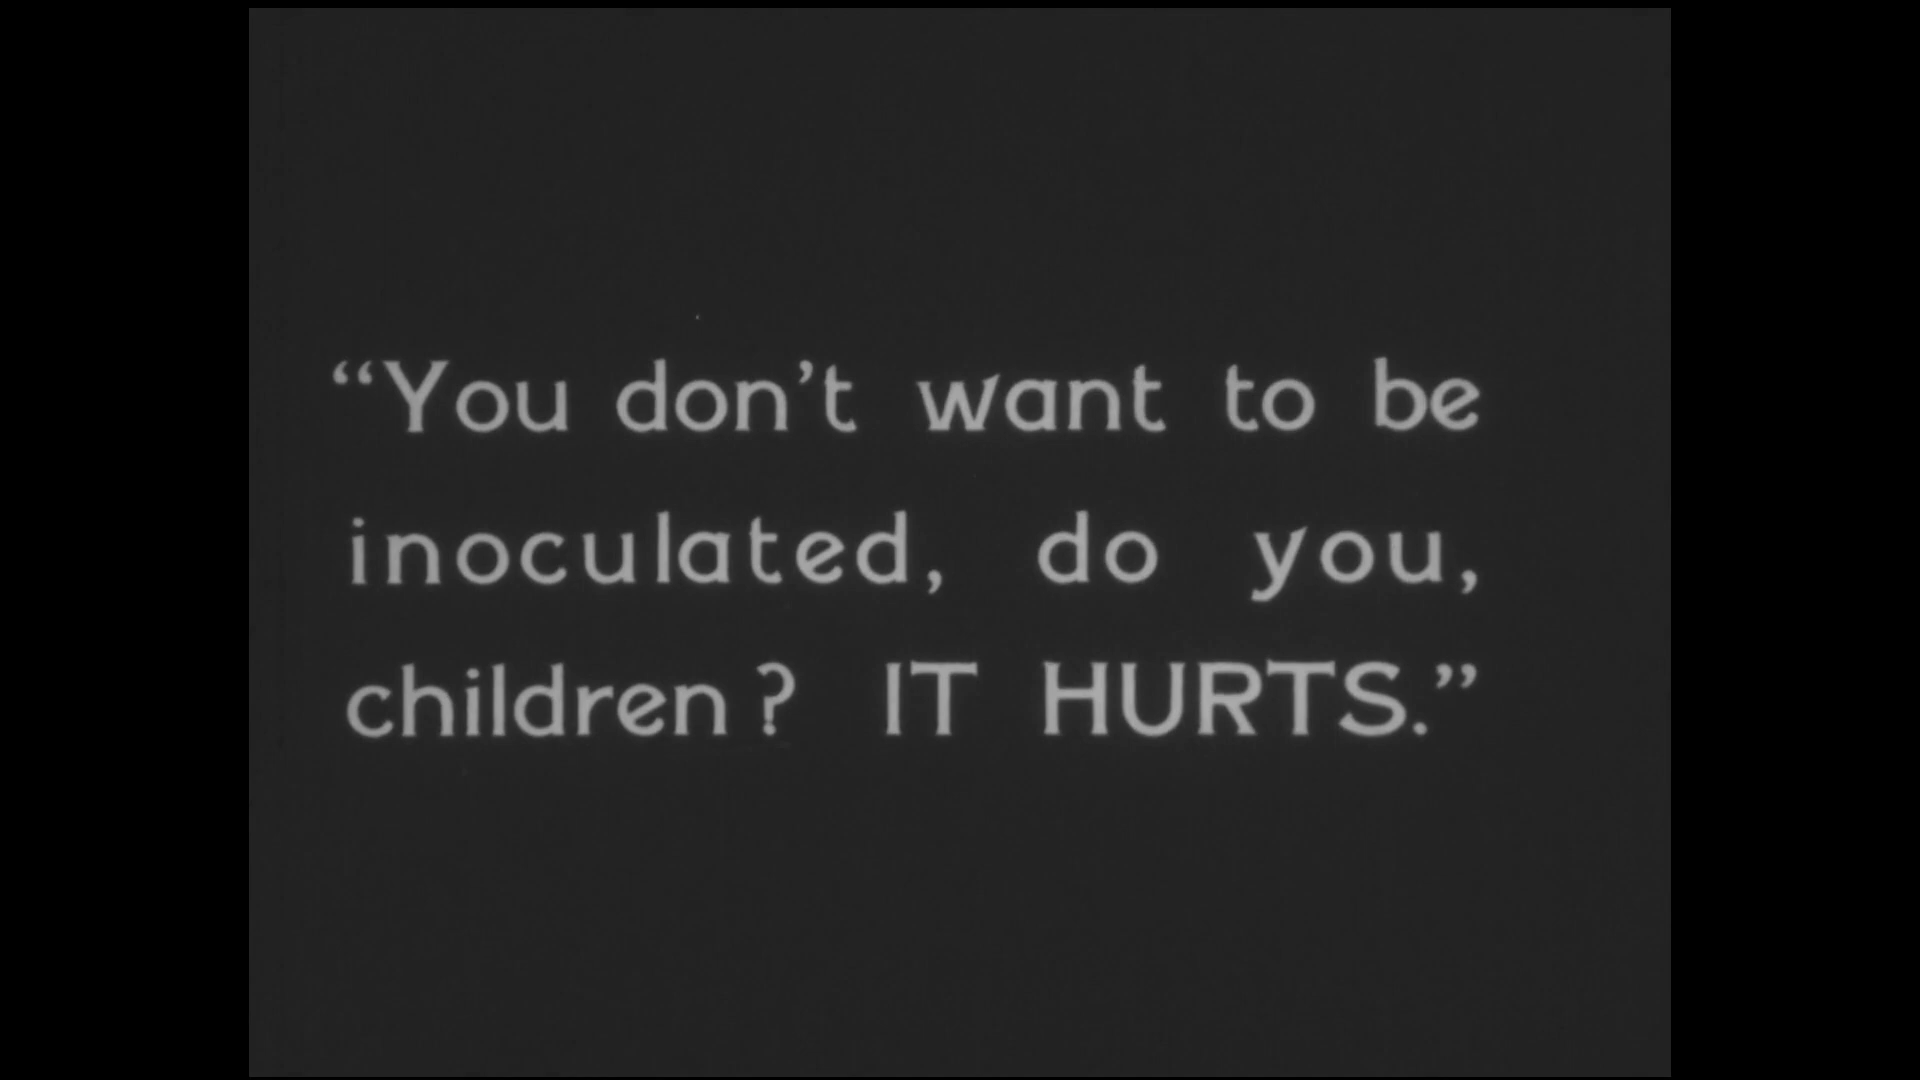 “You don’t want to be
inoculated, do you,
children? IT HURTS.”